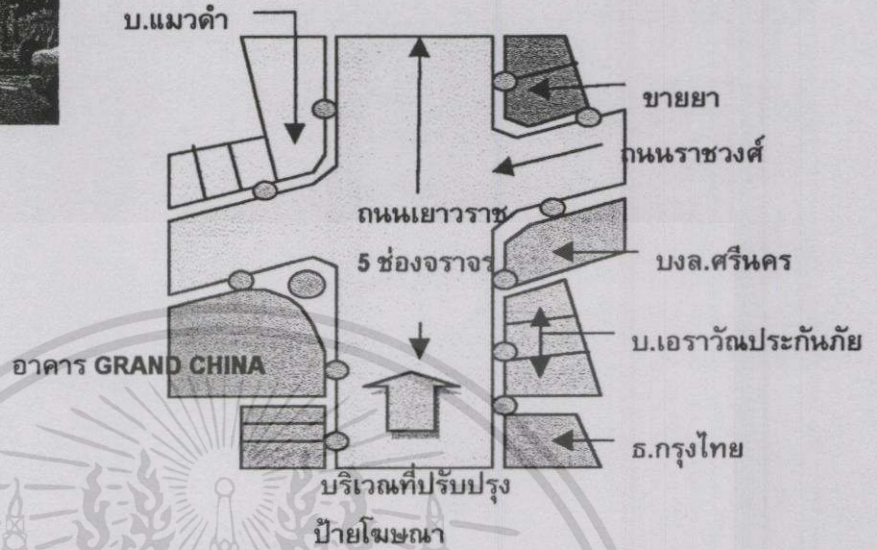 บ.แมวดำ
ขายยา
ถนนราชวงศ์
ถนนเยาวราช
5 ช่องจราจร
บงล.ศรีนคร
บ.เอราวัณประกันภัย
อาคาร GRAND CHINA
ธ.กรุงไทย
บริเวณที่ปรับปรุง
ป้ายโฆษณา